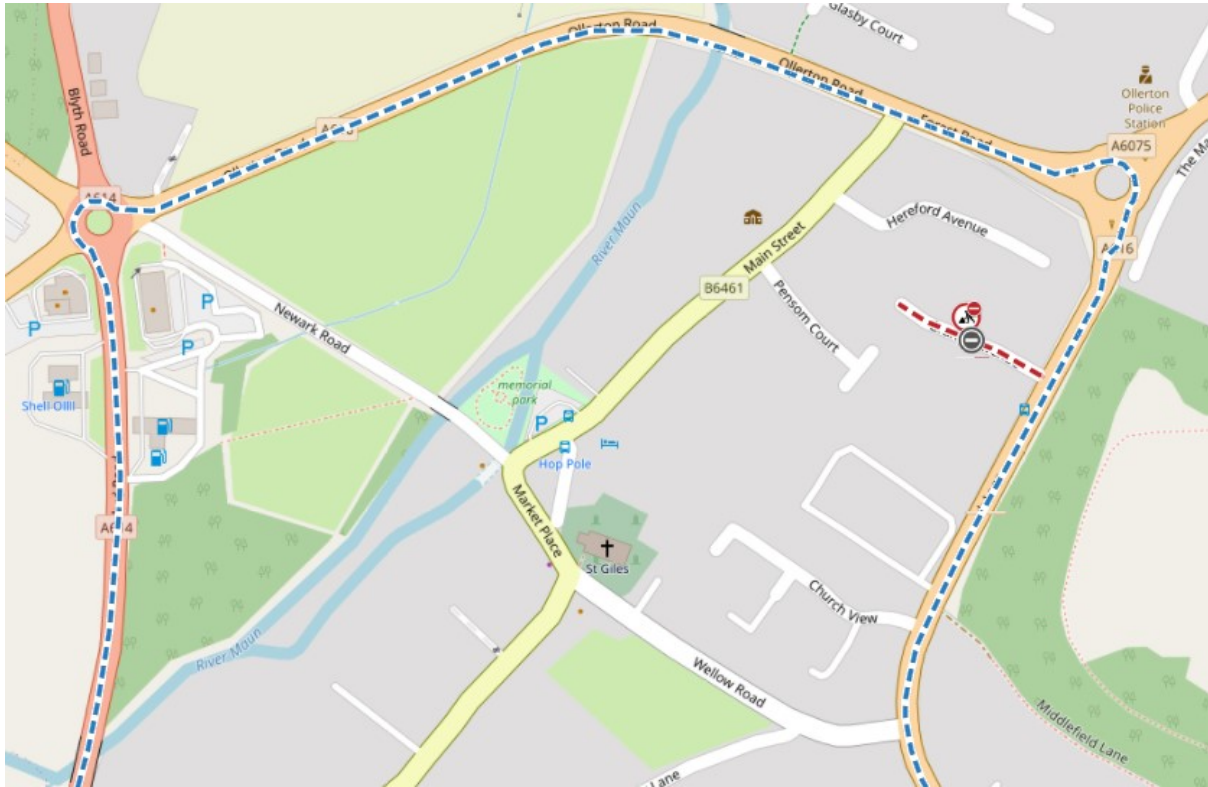 Glasby Court
Ollerton Road
Ollerton Road
Blyth Road
Ollerton
Police
Station
Forest Road
A6075
The Ma
A614
Hereford Avenue
River Maun
Main Street
A616
B6461
Pensom Court
P
Newark Road
P
P
memorial
park
P
Shell Ollll
Hop Pole
Market Place
A614
St Giles
Church View
River Maun
Wellow Road
Middlefield Lane
Lane